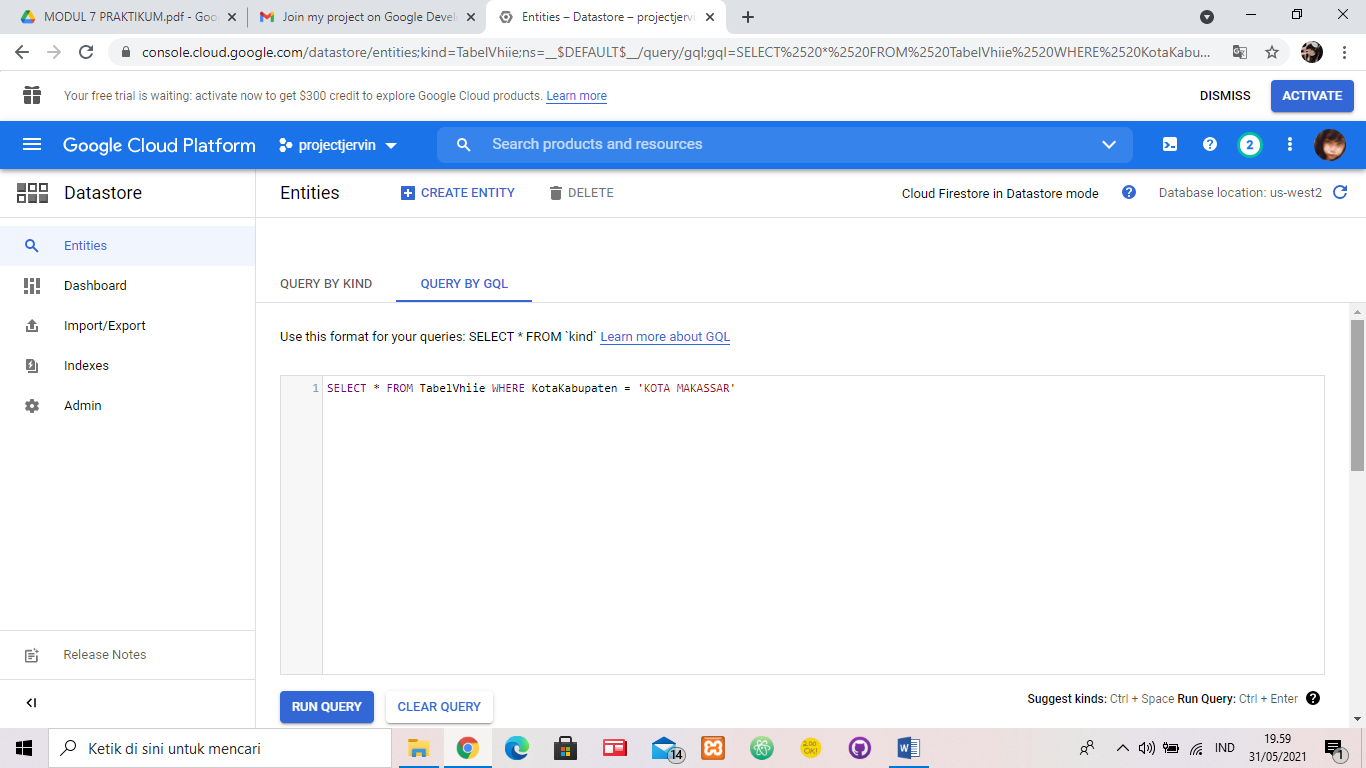 MODUL 7 PRAKTIKUM.pdf - Goo
Join my project on Google Devel
Entities – Datastore – projectjervi
console.cloud.google.com/datastore/entities;kind=TabelVhiie;ns=__$DEFAULT$__/query/gql;gql=SELECT%2520*%2520FROM%2520TabelVhiie%2520WHERE%2520KotaKabu...
Your free trial is waiting: activate now to get $300 credit to explore Google Cloud products. Learn more
DISMISS
ACTIVATE
Google Cloud Platform
projectjervin
Search products and resources
2
Datastore
Entities
CREATE ENTITY
DELETE
Cloud Firestore in Datastore mode
Database location: us-west2
Entities
Dashboard
Import/Export
Indexes
Admin
QUERY BY KIND
QUERY BY GQL
Use this format for your queries: SELECT * FROM `kind` Learn more about GQL
1 SELECT * FROM TabelVhiie WHERE KotaKabupaten = 'KOTA MAKASSAR'
Release Notes
RUN QUERY
CLEAR QUERY
Suggest kinds: Ctrl + Space Run Query: Ctrl + Enter
Ketik di sini untuk mencari
14
IND
19.59
31/05/2021
1